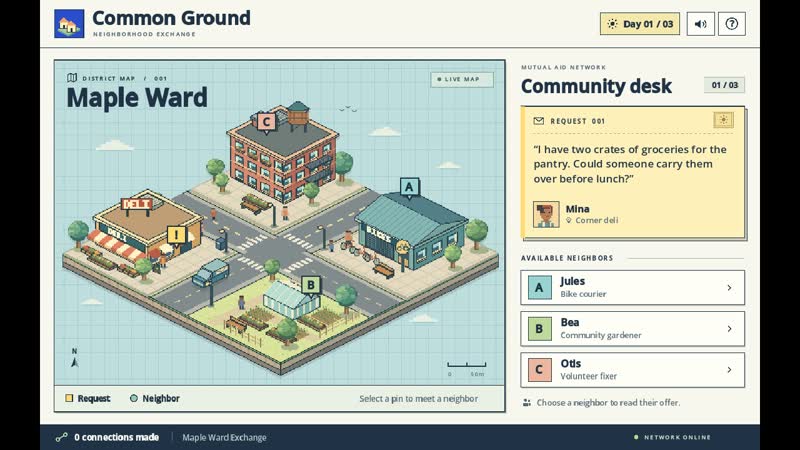 Common Ground
NEIGHBORHOOD EXCHANGE
Day 01 / 03
DISTRICT MAP / 001
Maple Ward
LIVE MAP
C
A
DELI
!
BIKES
B
N
0 50m
Request
Neighbor
Select a pin to meet a neighbor
MUTUAL AID NETWORK
Community desk
01 / 03
REQUEST 001
“I have two crates of groceries for the
pantry. Could someone carry them
over before lunch?”
Mina
Corner deli
AVAILABLE NEIGHBORS
A
Jules
Bike courier
B
Bea
Community gardener
C
Otis
Volunteer fixer
Choose a neighbor to read their offer.
0 connections made
Maple Ward Exchange
NETWORK ONLINE